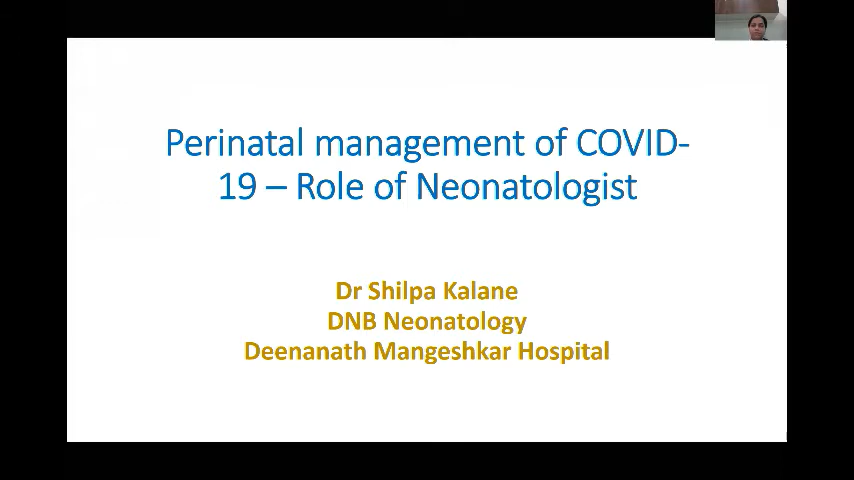 Perinatal management of COVID-
19 – Role of Neonatologist
Dr Shilpa Kalane
DNB Neonatology
Deenanath Mangeshkar Hospital